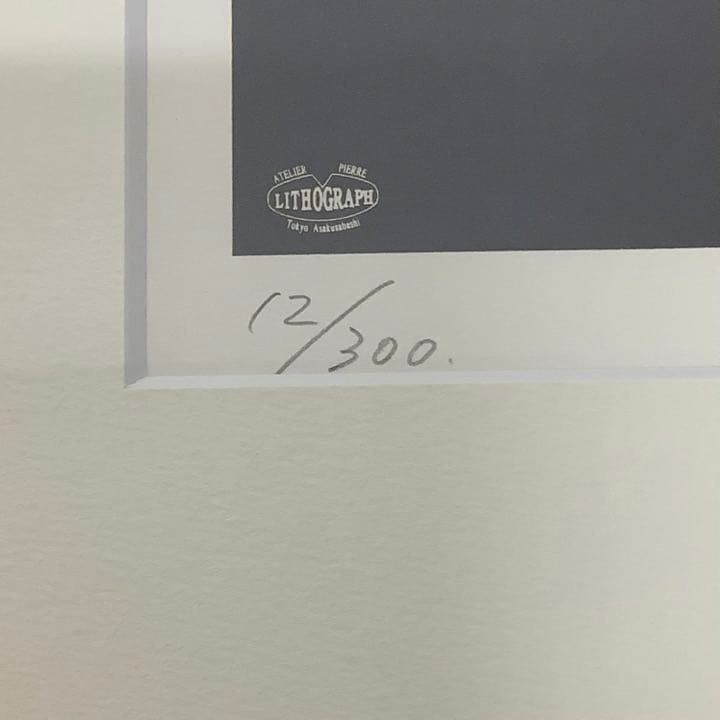 ATELIER PIERRE
LITHOGRAPH
Tokyo Asakusabashi
12/300.